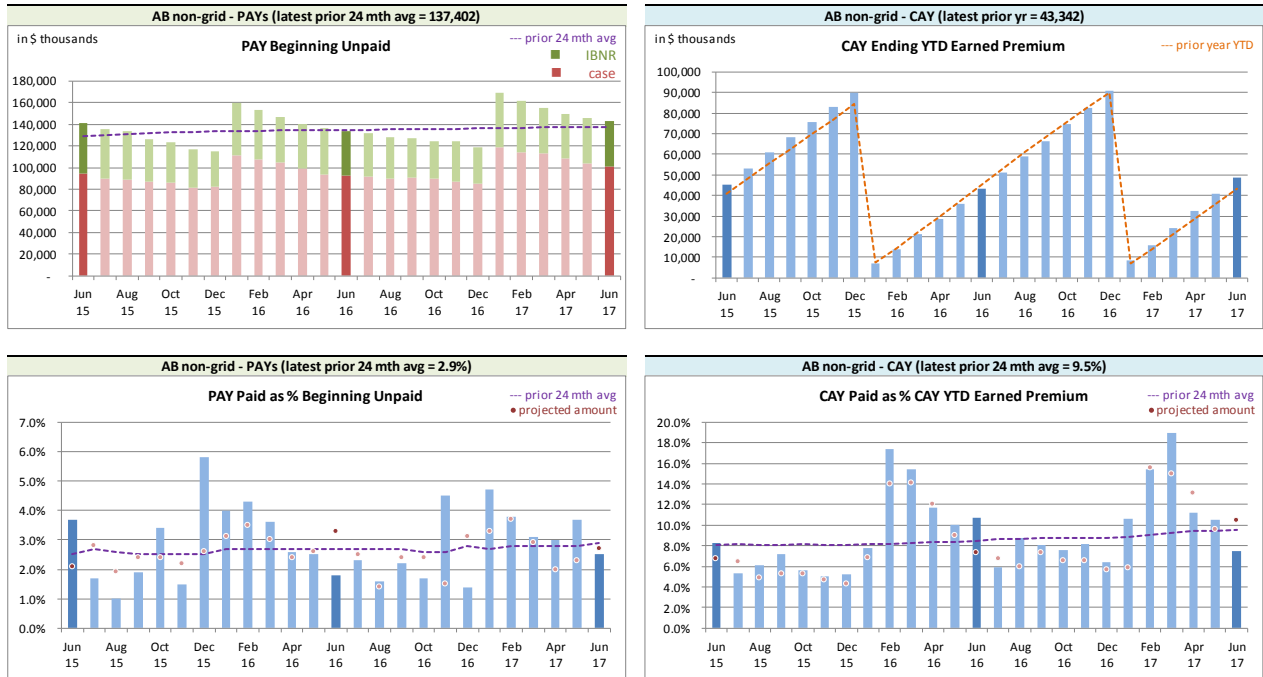 AB non-grid - PAYs (latest prior 24 mth avg = 137,402)
in $ thousands
PAY Beginning Unpaid
--- prior 24 mth avg
IBNR
case
180,000
160,000
140,000
120,000
100,000
80,000
60,000
40,000
20,000
-
Jun Aug Oct Dec Feb Apr Jun Aug Oct Dec Feb Apr Jun
15 15 15 15 16 16 16 16 16 16 17 17 17
AB non-grid - CAY (latest prior yr = 43,342)
in $ thousands
CAY Ending YTD Earned Premium
--- prior year YTD
100,000
90,000
80,000
70,000
60,000
50,000
40,000
30,000
20,000
10,000
-
Jun Aug Oct Dec Feb Apr Jun Aug Oct Dec Feb Apr Jun
15 15 15 15 16 16 16 16 16 16 17 17 17
AB non-grid - PAYs (latest prior 24 mth avg = 2.9%)
PAY Paid as % Beginning Unpaid
--- prior 24 mth avg
projected amount
7.0%
6.0%
5.0%
4.0%
3.0%
2.0%
1.0%
0.0%
Jun Aug Oct Dec Feb Apr Jun Aug Oct Dec Feb Apr Jun
15 15 15 15 16 16 16 16 16 16 17 17 17
AB non-grid - CAY (latest prior 24 mth avg = 9.5%)
CAY Paid as % CAY YTD Earned Premium
--- prior 24 mth avg
projected amount
20.0%
18.0%
16.0%
14.0%
12.0%
10.0%
8.0%
6.0%
4.0%
2.0%
0.0%
Jun Aug Oct Dec Feb Apr Jun Aug Oct Dec Feb Apr Jun
15 15 15 15 16 16 16 16 16 16 17 17 17